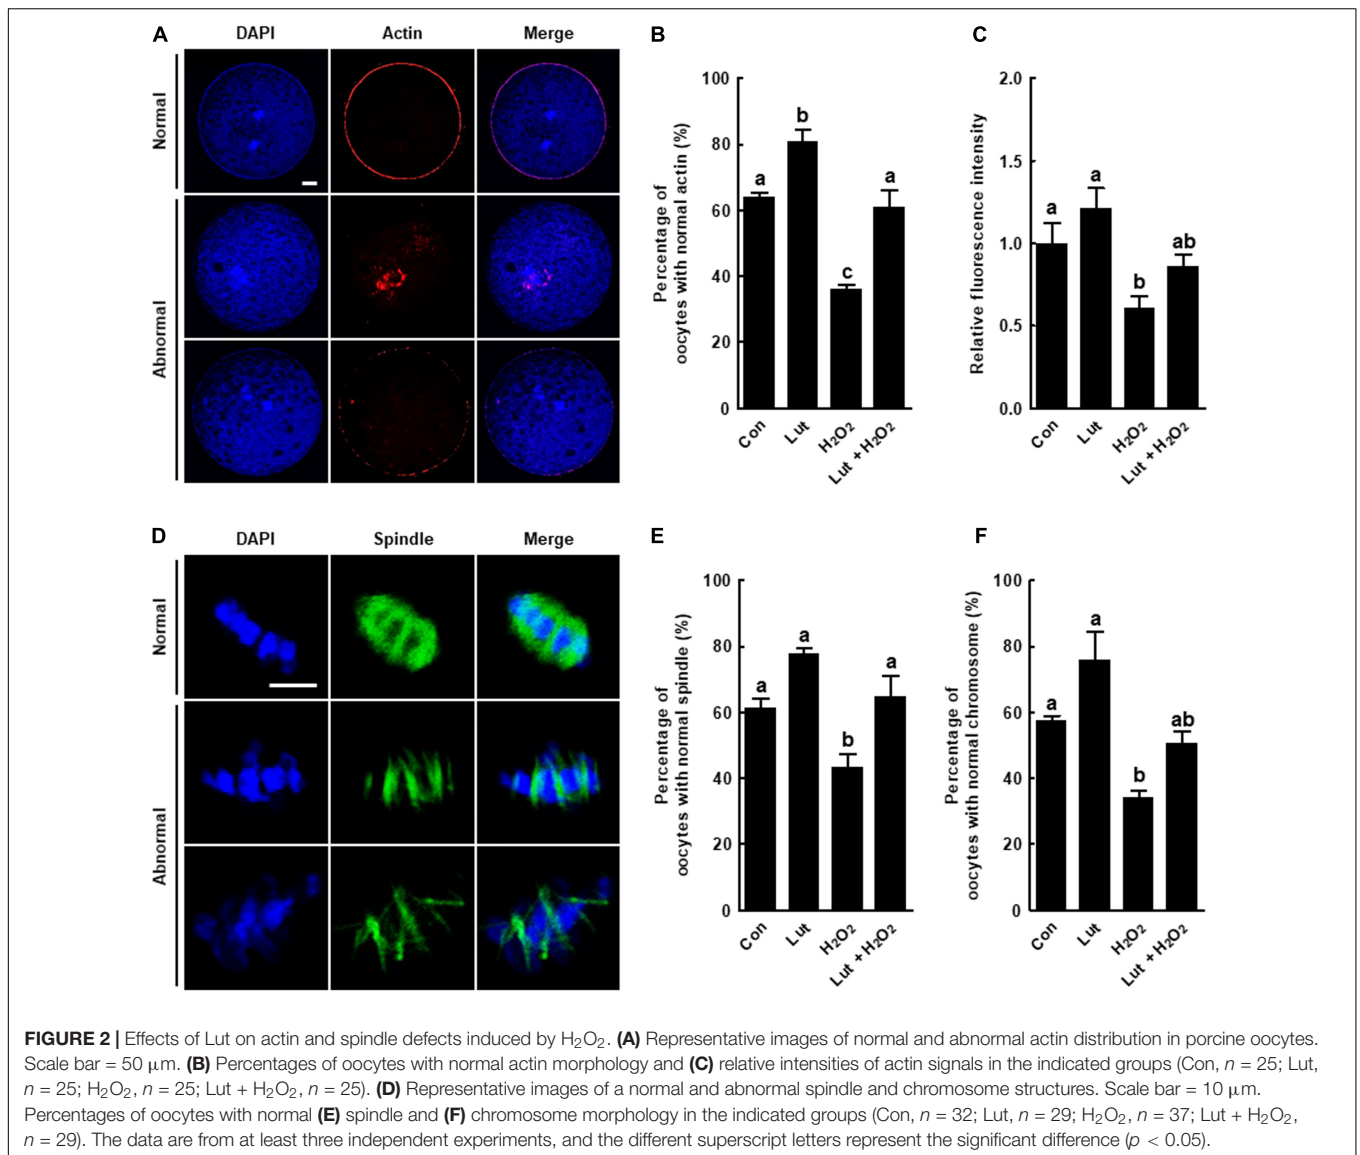 A
DAPI Actin Merge
Normal
Abnormal
B
Percentage of
oocytes with normal actin (%)
100
80
60
40
20
0
a
b
c
a
Con Lut H₂O₂ Lut + H₂O₂
C
Relative fluorescence intensity
2.0
1.5
1.0
0.5
0.0
a
a
b
ab
Con Lut H₂O₂ Lut + H₂O₂
D
DAPI Spindle Merge
Normal
Abnormal
E
Percentage of
oocytes with normal spindle (%)
100
80
60
40
20
0
a
a
b
a
Con Lut H₂O₂ Lut + H₂O₂
F
Percentage of
oocytes with normal chromosome (%)
100
80
60
40
20
0
a
a
b
ab
Con Lut H₂O₂ Lut + H₂O₂
FIGURE 2 | Effects of Lut on actin and spindle defects induced by H₂O₂. (A) Representative images of normal and abnormal actin distribution in porcine oocytes.
Scale bar = 50 μm. (B) Percentages of oocytes with normal actin morphology and (C) relative intensities of actin signals in the indicated groups (Con, n = 25; Lut,
n = 25; H₂O₂, n = 25; Lut + H₂O₂, n = 25). (D) Representative images of a normal and abnormal spindle and chromosome structures. Scale bar = 10 μm.
Percentages of oocytes with normal (E) spindle and (F) chromosome morphology in the indicated groups (Con, n = 32; Lut, n = 29; H₂O₂, n = 37; Lut + H₂O₂,
n = 29). The data are from at least three independent experiments, and the different superscript letters represent the significant difference (p < 0.05).